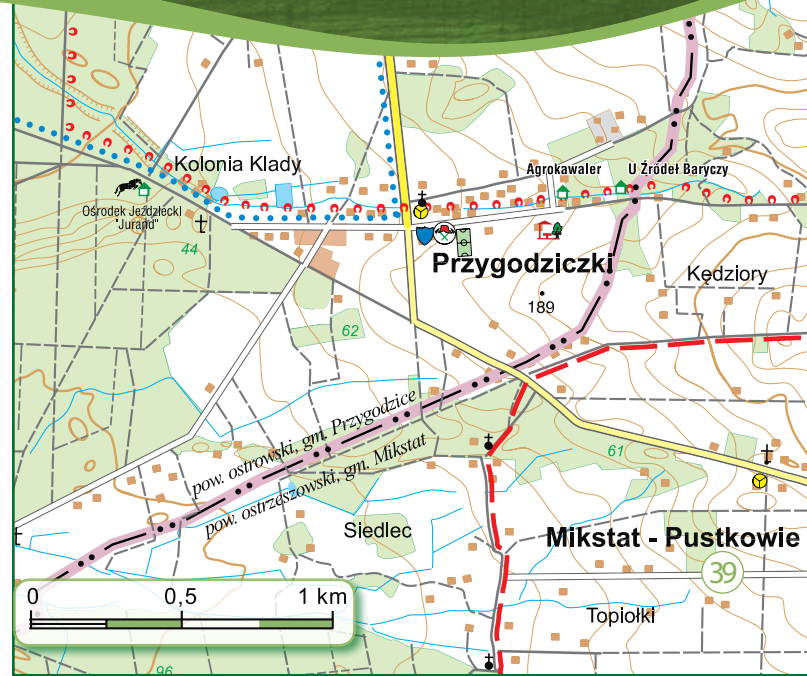 Kolonia Klady
Agrokawaler
U Źródeł Baryczy
Ośrodek Jeździecki
"Jurand"
44
Przygodziczki
Kędziory
189
62
pow. ostrowski, gm. Przygodzice
pow. ostrzeszowski, gm. Mikstat
61
Siedlec
Mikstat - Pustkowie
39
0 0,5 1 km
Topiołki
96